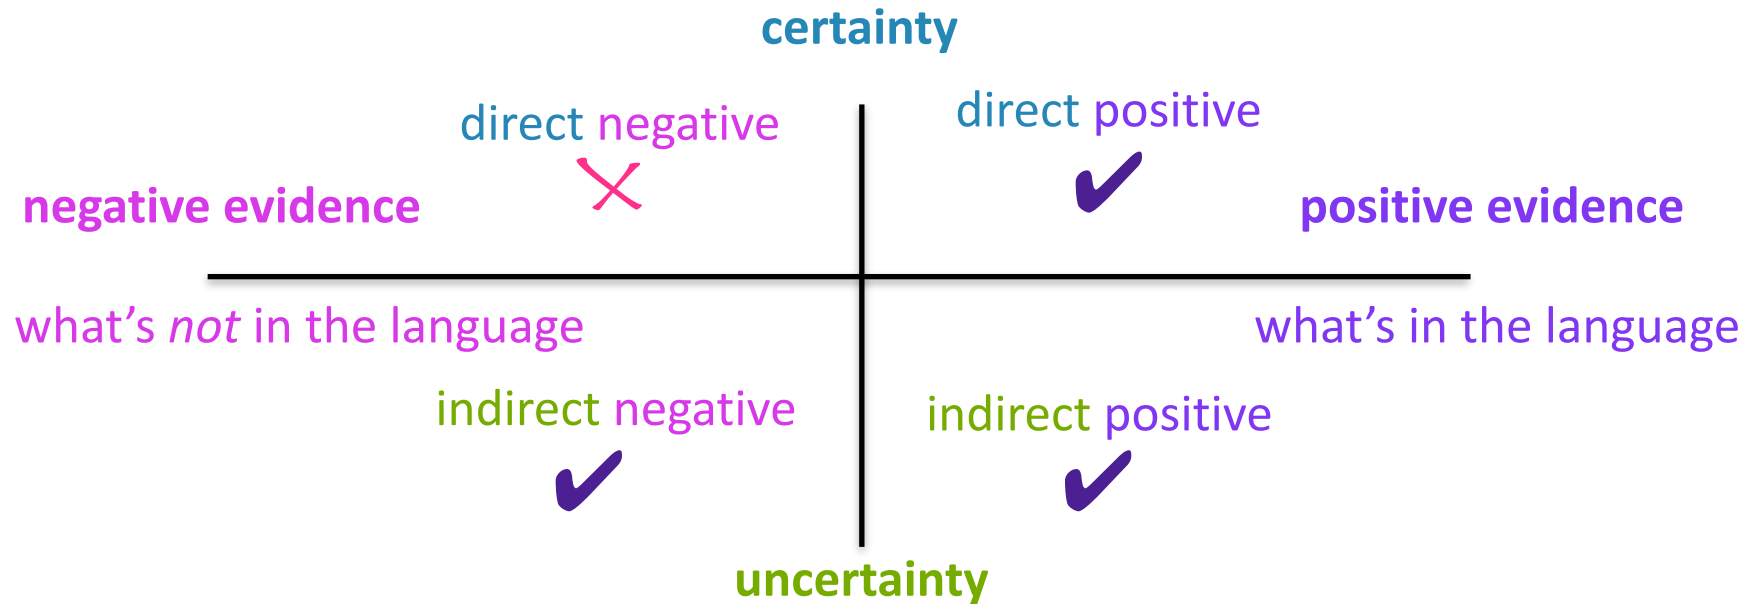 certainty
direct negative
direct positive
negative evidence
positive evidence
what's not in the language
what's in the language
indirect negative
indirect positive
uncertainty